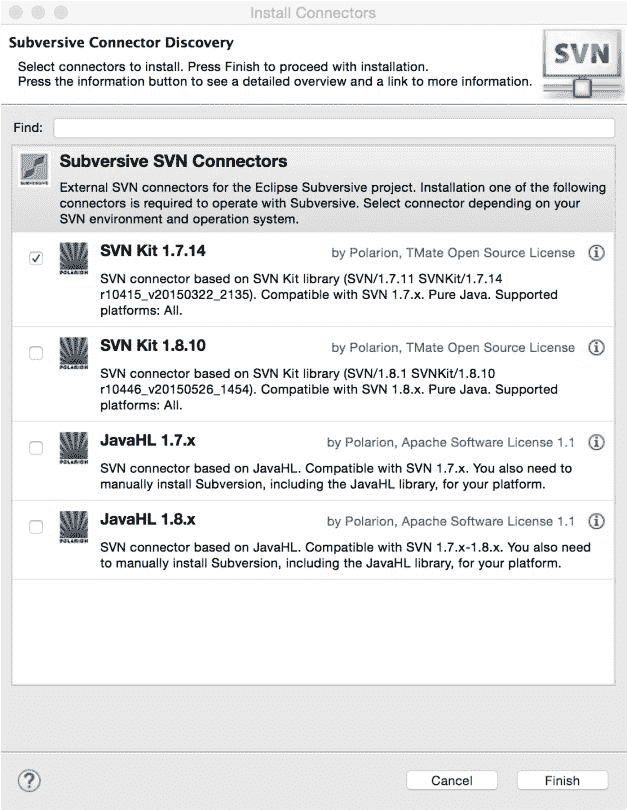 Install Connectors
Subversive Connector Discovery
Select connectors to install. Press Finish to proceed with installation.
Press the information button to see a detailed overview and a link to more information.
SVN
Find:
SUBVERSIVE
Subversive SVN Connectors
External SVN connectors for the Eclipse Subversive project. Installation one of the following
connectors is required to operate with Subversive. Select connector depending on your
SVN environment and operation system.
POLARION
SVN Kit 1.7.14
by Polarion, TMate Open Source License
SVN connector based on SVN Kit library (SVN/1.7.11 SVNKit/1.7.14
r10415_v20150322_2135). Compatible with SVN 1.7.x. Pure Java. Supported
platforms: All.
POLARION
SVN Kit 1.8.10
by Polarion, TMate Open Source License
SVN connector based on SVN Kit library (SVN/1.8.1 SVNKit/1.8.10
r10446_v20150526_1454). Compatible with SVN 1.8.x. Pure Java. Supported
platforms: All.
POLARION
JavaHL 1.7.x
by Polarion, Apache Software License 1.1
SVN connector based on JavaHL. Compatible with SVN 1.7.x. You also need to
manually install Subversion, including the JavaHL library, for your platform.
POLARION
JavaHL 1.8.x
by Polarion, Apache Software License 1.1
SVN connector based on JavaHL. Compatible with SVN 1.7.x-1.8.x. You also need
to manually install Subversion, including the JavaHL library, for your platform.
?
Cancel
Finish